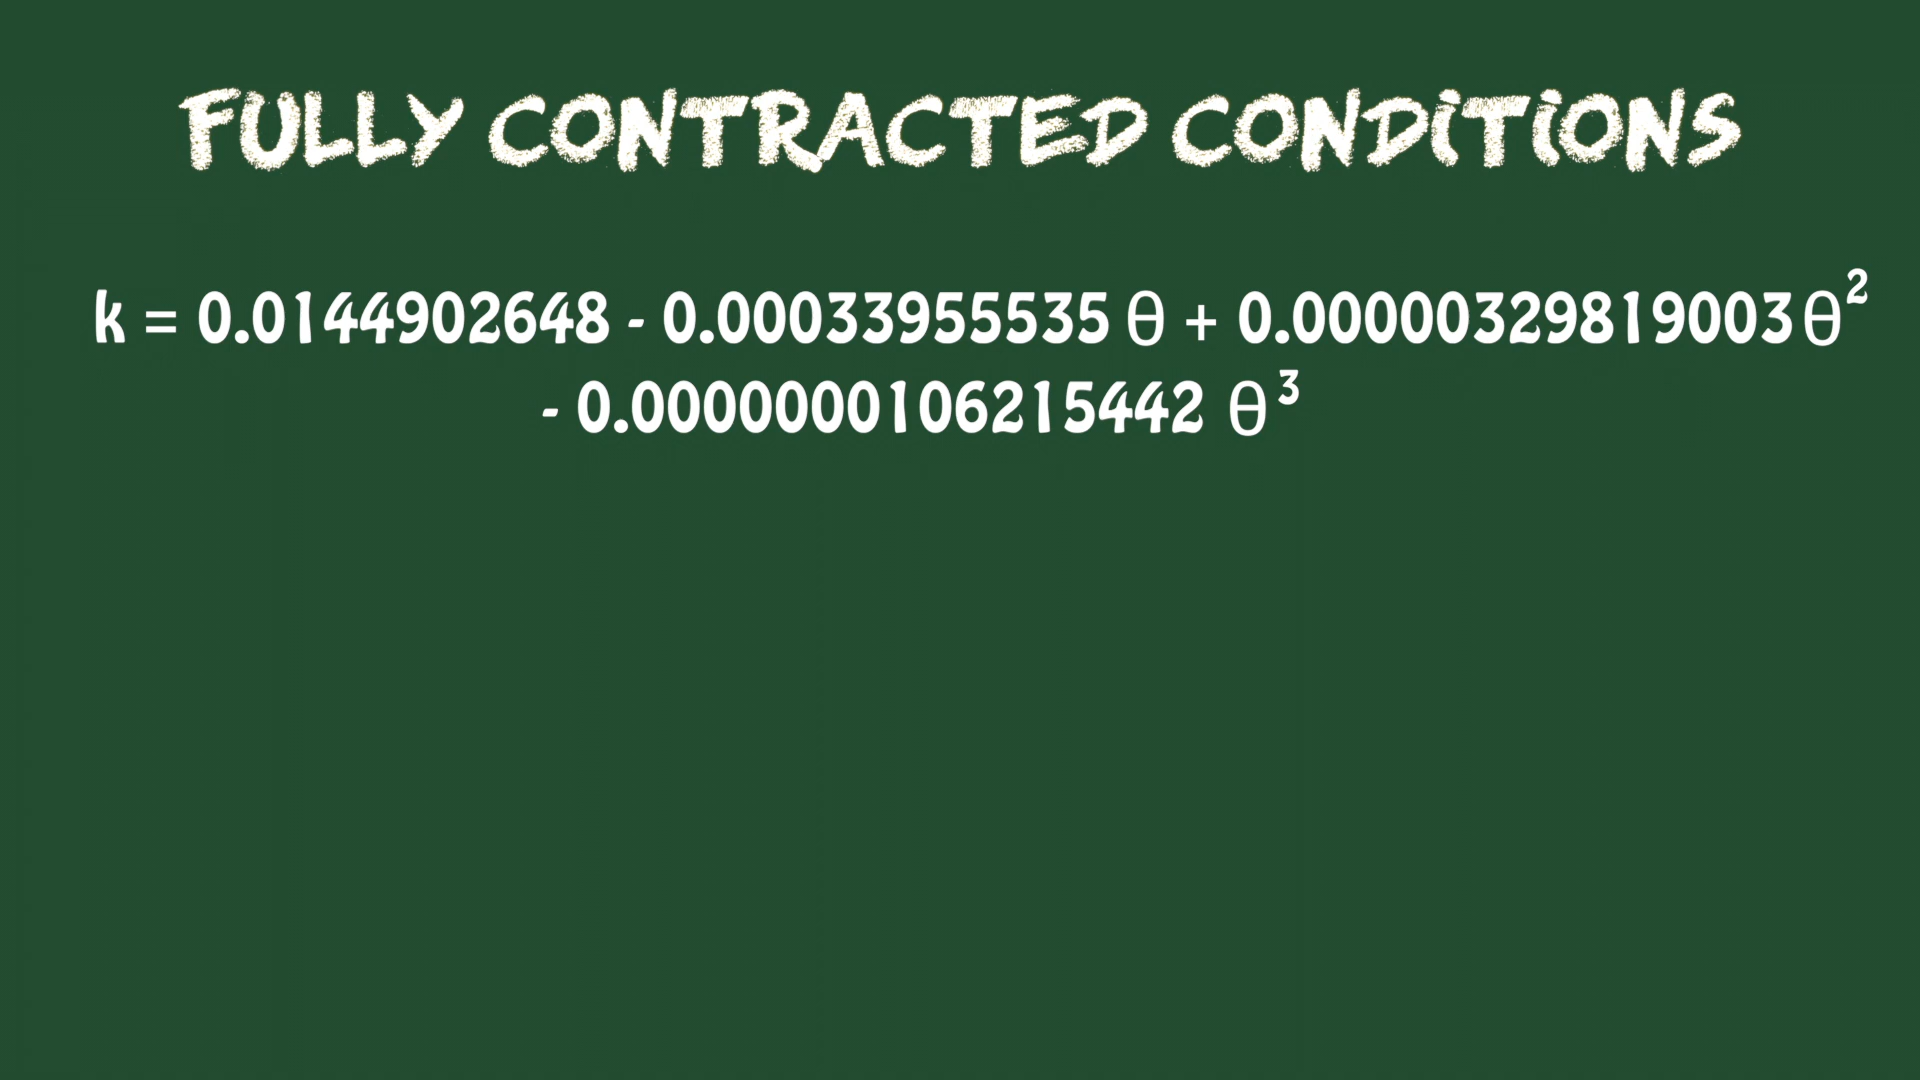 FULLY CONTRACTED CONDITIONS
k = 0.0144902648 - 0.00033955535 θ + 0.00000329819003 θ²
- 0.0000000106215442 θ³